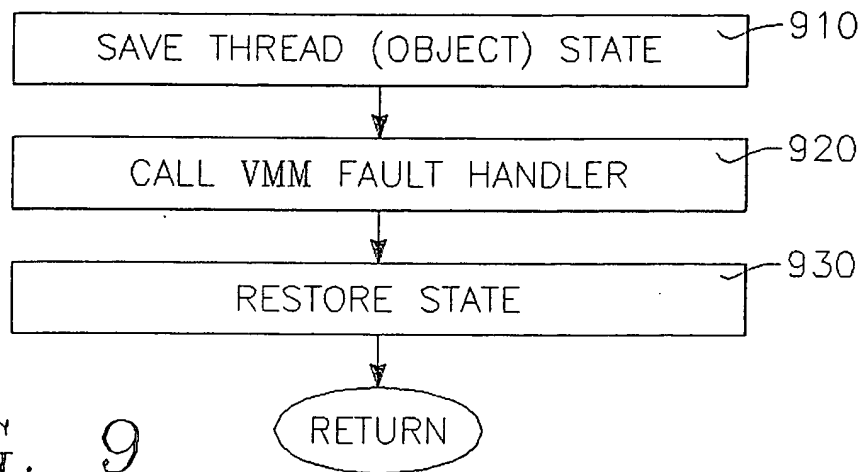 SAVE THREAD (OBJECT) STATE 910
CALL VMM FAULT HANDLER 920
RESTORE STATE 930
RETURN
9